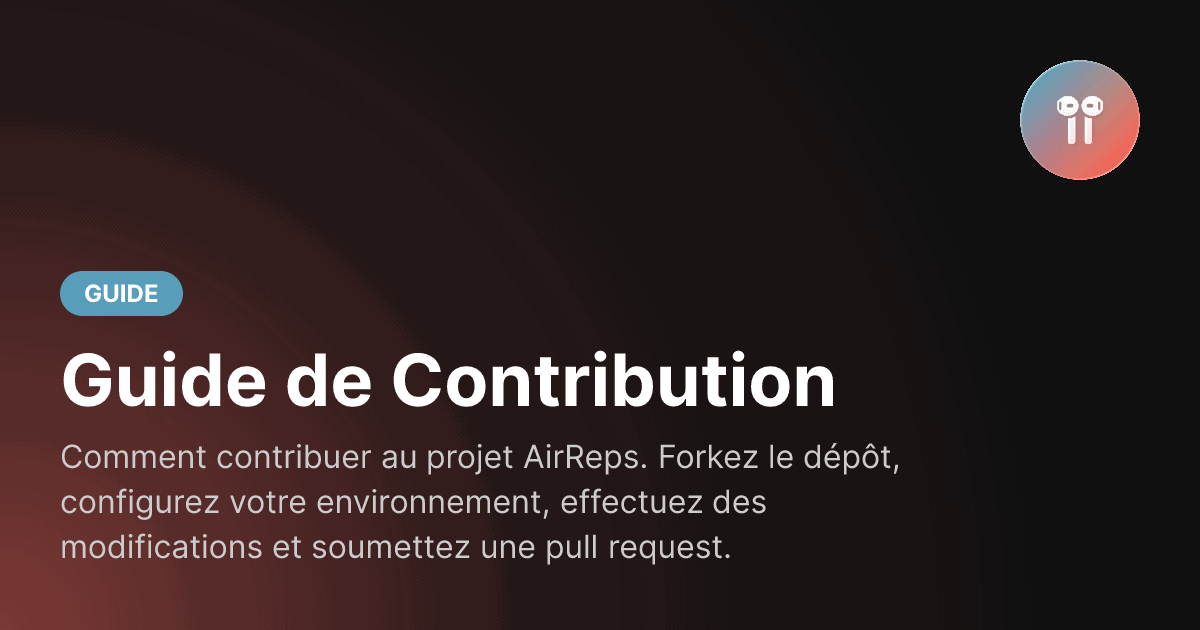 GUIDE
Guide de Contribution
Comment contribuer au projet AirReps. Forkez le dépôt,
configurez votre environnement, effectuez des
modifications et soumettez une pull request.